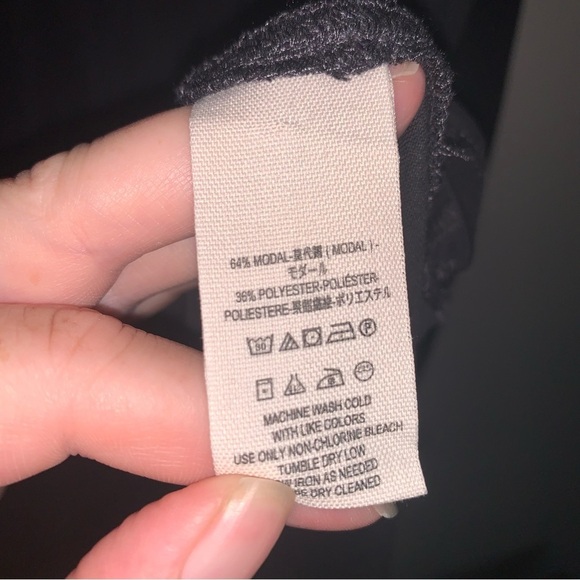 64% MODAL-莫代爾 ( MODAL ) -
モダール
36% POLYESTER-POLIÉSTER-
POLIESTERE-聚酯纖維-ポリエステル
P
MACHINE WASH COLD
WITH LIKE COLORS
USE ONLY NON-CHLORINE BLEACH
TUMBLE DRY LOW
IRON AS NEEDED
DRY CLEANED